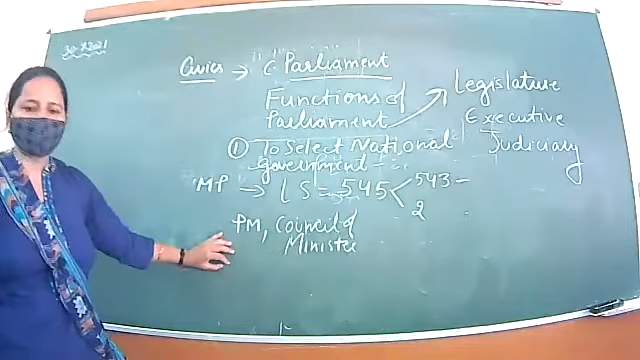 Civics → Parliament
Functions of
Parliament
Legislature
Executive
Judiciary
① To Select National
government -
"MP" → LS = 545 < 543 -
2
PM, Council of
Minister